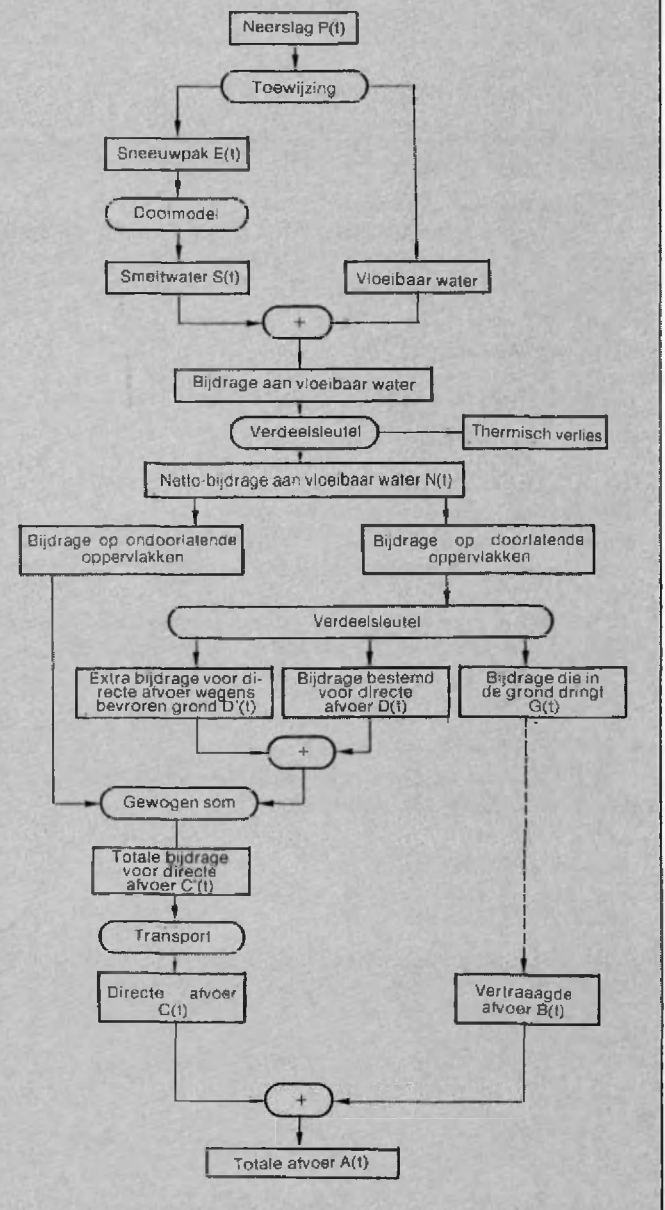 Neerslag P(t)
Toewijzing
Sneeuwpak E(t)
Dooimodel
Smeltwater S(t)
Vloeibaar water
+
Bijdrage aan vloeibaar water
Verdeelsleutel
Thermisch verlies
Netto-bijdrage aan vloeibaar water N(t)
Bijdrage op ondoorlatende
oppervlakken
Bijdrage op doorlatende
oppervlakken
Verdeelsleutel
Extra bijdrage voor di-
recte afvoer wegens
bevroren grond D'(t)
Bijdrage bestemd
voor directe
afvoer D(t)
Bijdrage die in
de grond dringt
G(t)
+
Gewogen som
Totale bijdrage
voor directe
afvoer C'(t)
Transport
Directe afvoer
C(t)
Vertraaagde
afvoer B(t)
+
Totale afvoer A(t)